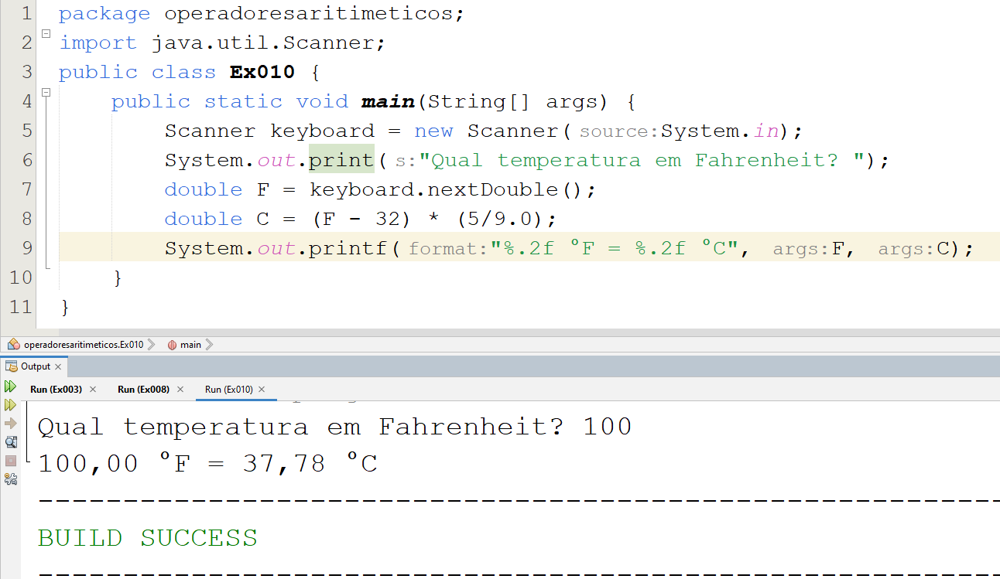 1 package operadoresaritimeticos;
2 import java.util.Scanner;
3 public class Ex010 {
4 public static void main(String[] args) {
5 Scanner keyboard = new Scanner( source:System.in);
6 System.out.print( s:"Qual temperatura em Fahrenheit? ");
7 double F = keyboard.nextDouble();
8 double C = (F - 32) * (5/9.0);
9 System.out.printf( format:"%.2f ºF = %.2f ºC", args:F, args:C);
10 }
11 }
operadoresaritimeticos.Ex010 main
Output
Run (Ex003) Run (Ex008) Run (Ex010)
Qual temperatura em Fahrenheit? 100
100,00 ºF = 37,78 ºC
------------------------------------------------------------
BUILD SUCCESS
------------------------------------------------------------